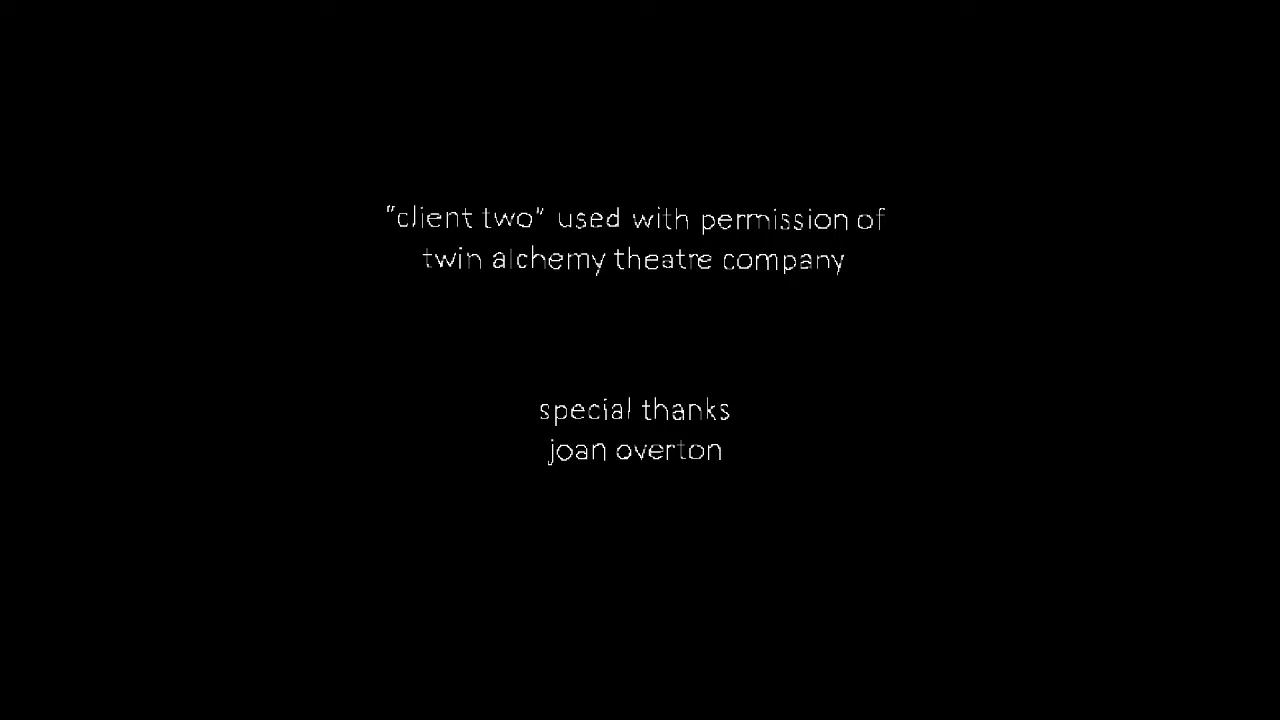 "client two" used with permission of
twin alchemy theatre company
special thanks
joan overton